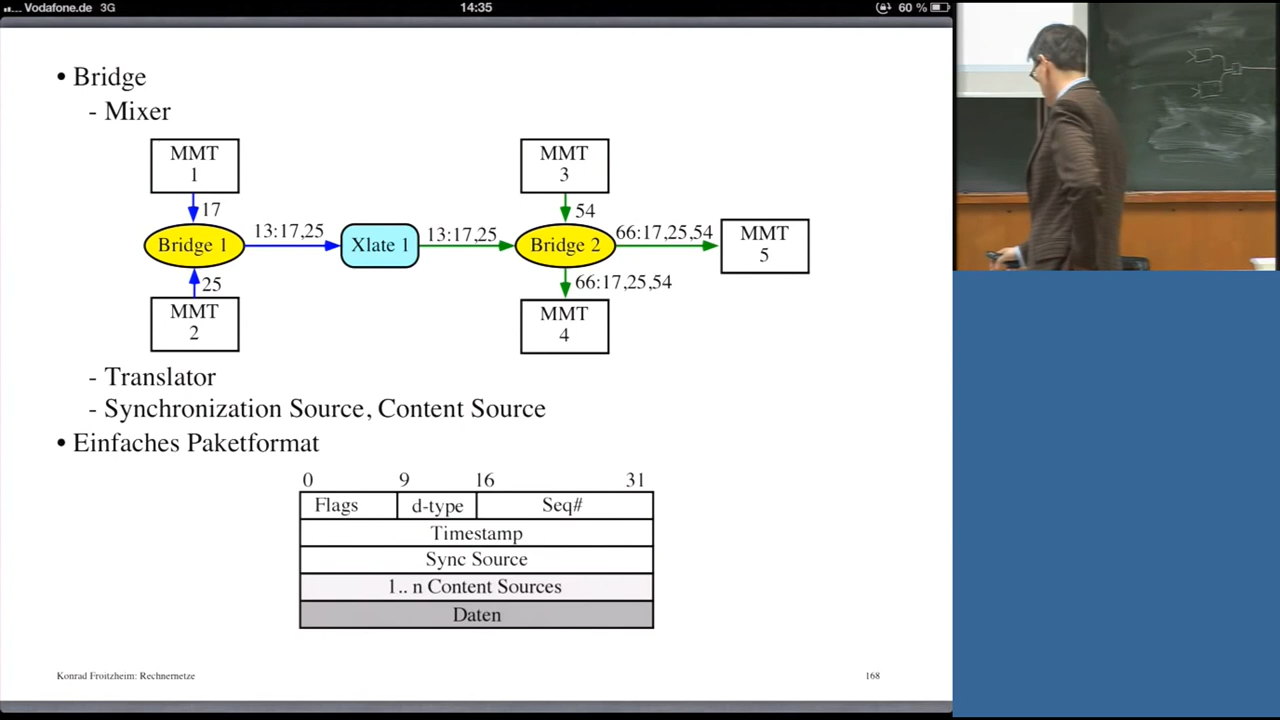 Vodafone.de 3G 14:35 60 %
• Bridge
- Mixer
MMT
1
MMT
3
17
54
Bridge 1
13:17,25
Xlate 1
13:17,25
Bridge 2
66:17,25,54
MMT
5
25
66:17,25,54
MMT
2
MMT
4
- Translator
- Synchronization Source, Content Source
• Einfaches Paketformat
0 9 16 31
Flags d-type Seq#
Timestamp
Sync Source
1.. n Content Sources
Daten
Konrad Froitzheim: Rechnernetze 168